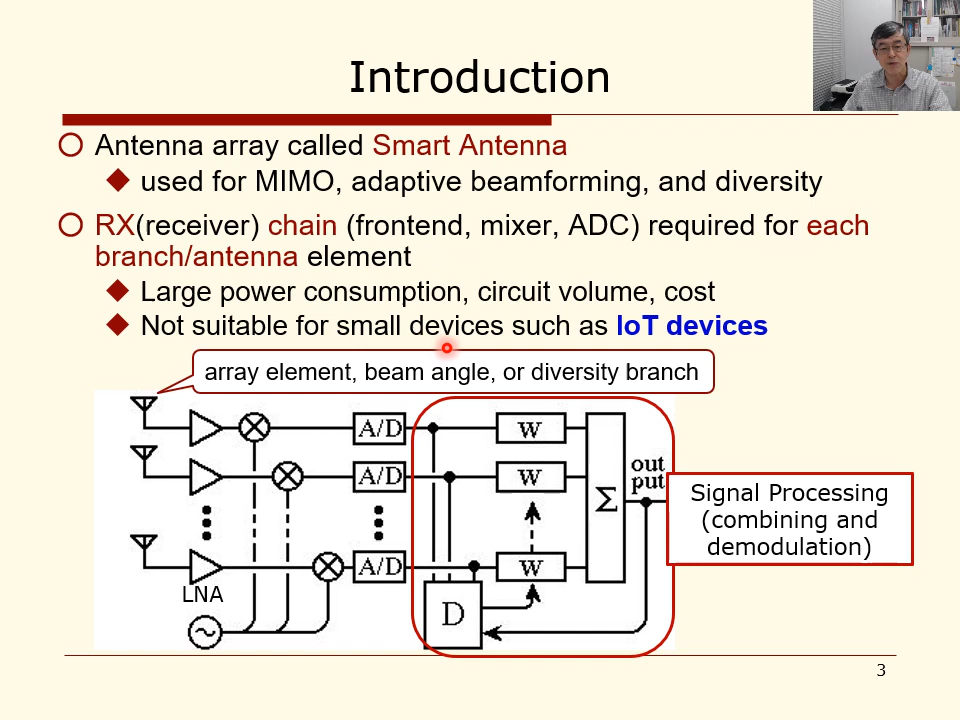 Introduction
Antenna array called Smart Antenna
used for MIMO, adaptive beamforming, and diversity
RX(receiver) chain (frontend, mixer, ADC) required for each
branch/antenna element
Large power consumption, circuit volume, cost
Not suitable for small devices such as IoT devices
array element, beam angle, or diversity branch
A/D
W
A/D
W
out
put
Σ
Signal Processing
(combining and
demodulation)
A/D
W
LNA
D
3